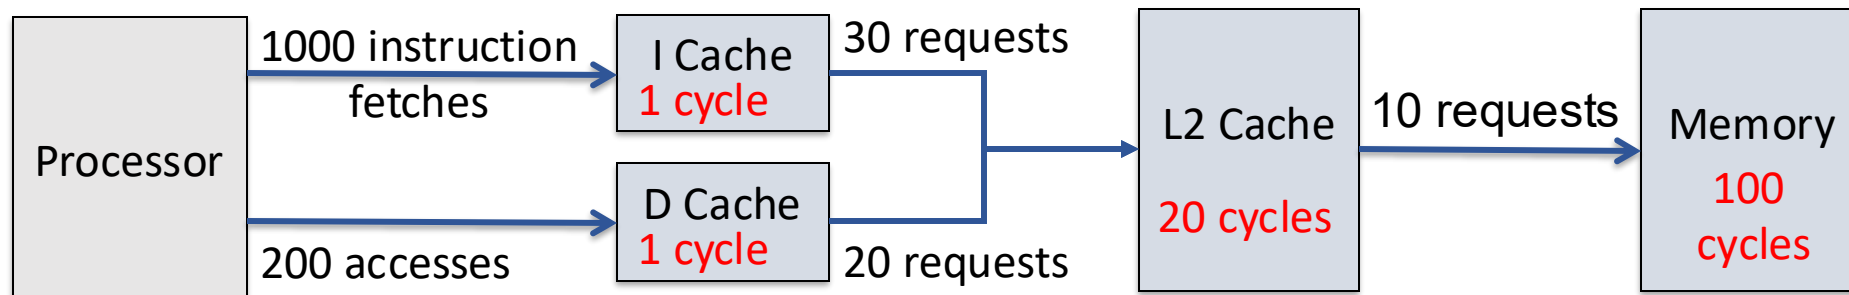 Processor
1000 instruction
fetches
200 accesses
I Cache
1 cycle
D Cache
1 cycle
30 requests
20 requests
L2 Cache
20 cycles
10 requests
Memory
100
cycles